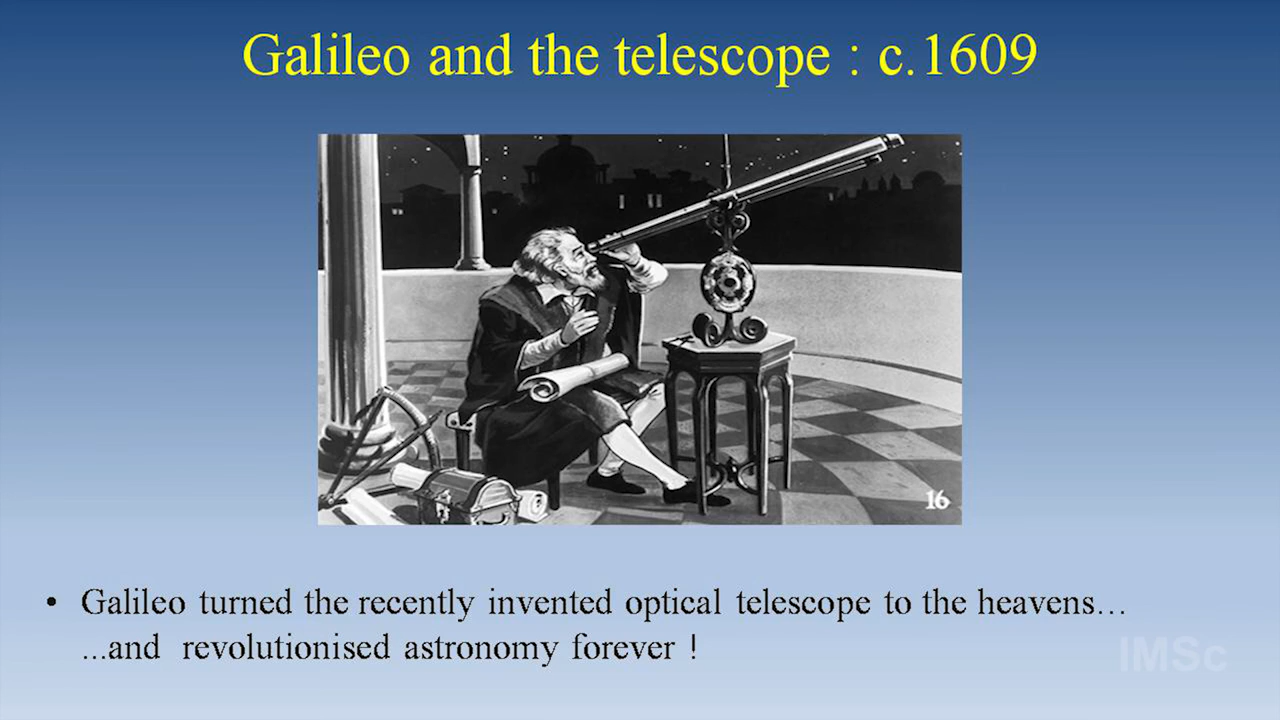 Galileo and the telescope : c.1609
16
• Galileo turned the recently invented optical telescope to the heavens…
...and revolutionised astronomy forever !
IMSc